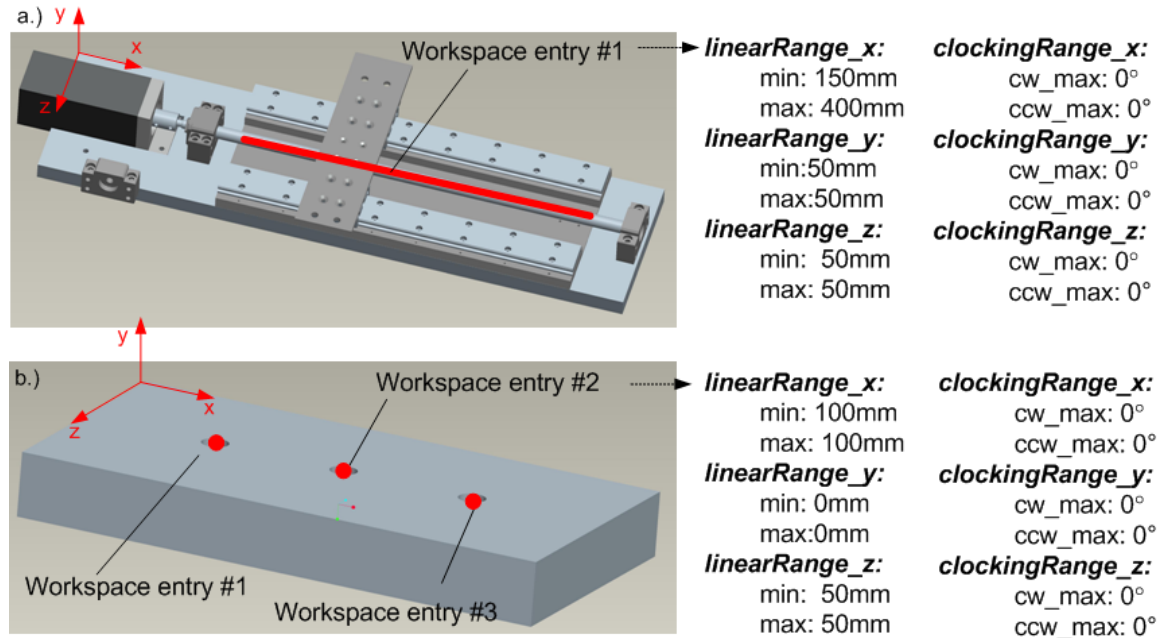 a.)
y
x
z
Workspace entry #1
linearRange_x: clockingRange_x:
min: 150mm cw_max: 0°
max: 400mm ccw_max: 0°
linearRange_y: clockingRange_y:
min:50mm cw_max: 0°
max:50mm ccw_max: 0°
linearRange_z: clockingRange_z:
min: 50mm cw_max: 0°
max: 50mm ccw_max: 0°
b.)
y
x
z
Workspace entry #2
Workspace entry #1
Workspace entry #3
linearRange_x: clockingRange_x:
min: 100mm cw_max: 0°
max: 100mm ccw_max: 0°
linearRange_y: clockingRange_y:
min: 0mm cw_max: 0°
max:0mm ccw_max: 0°
linearRange_z: clockingRange_z:
min: 50mm cw_max: 0°
max: 50mm ccw_max: 0°